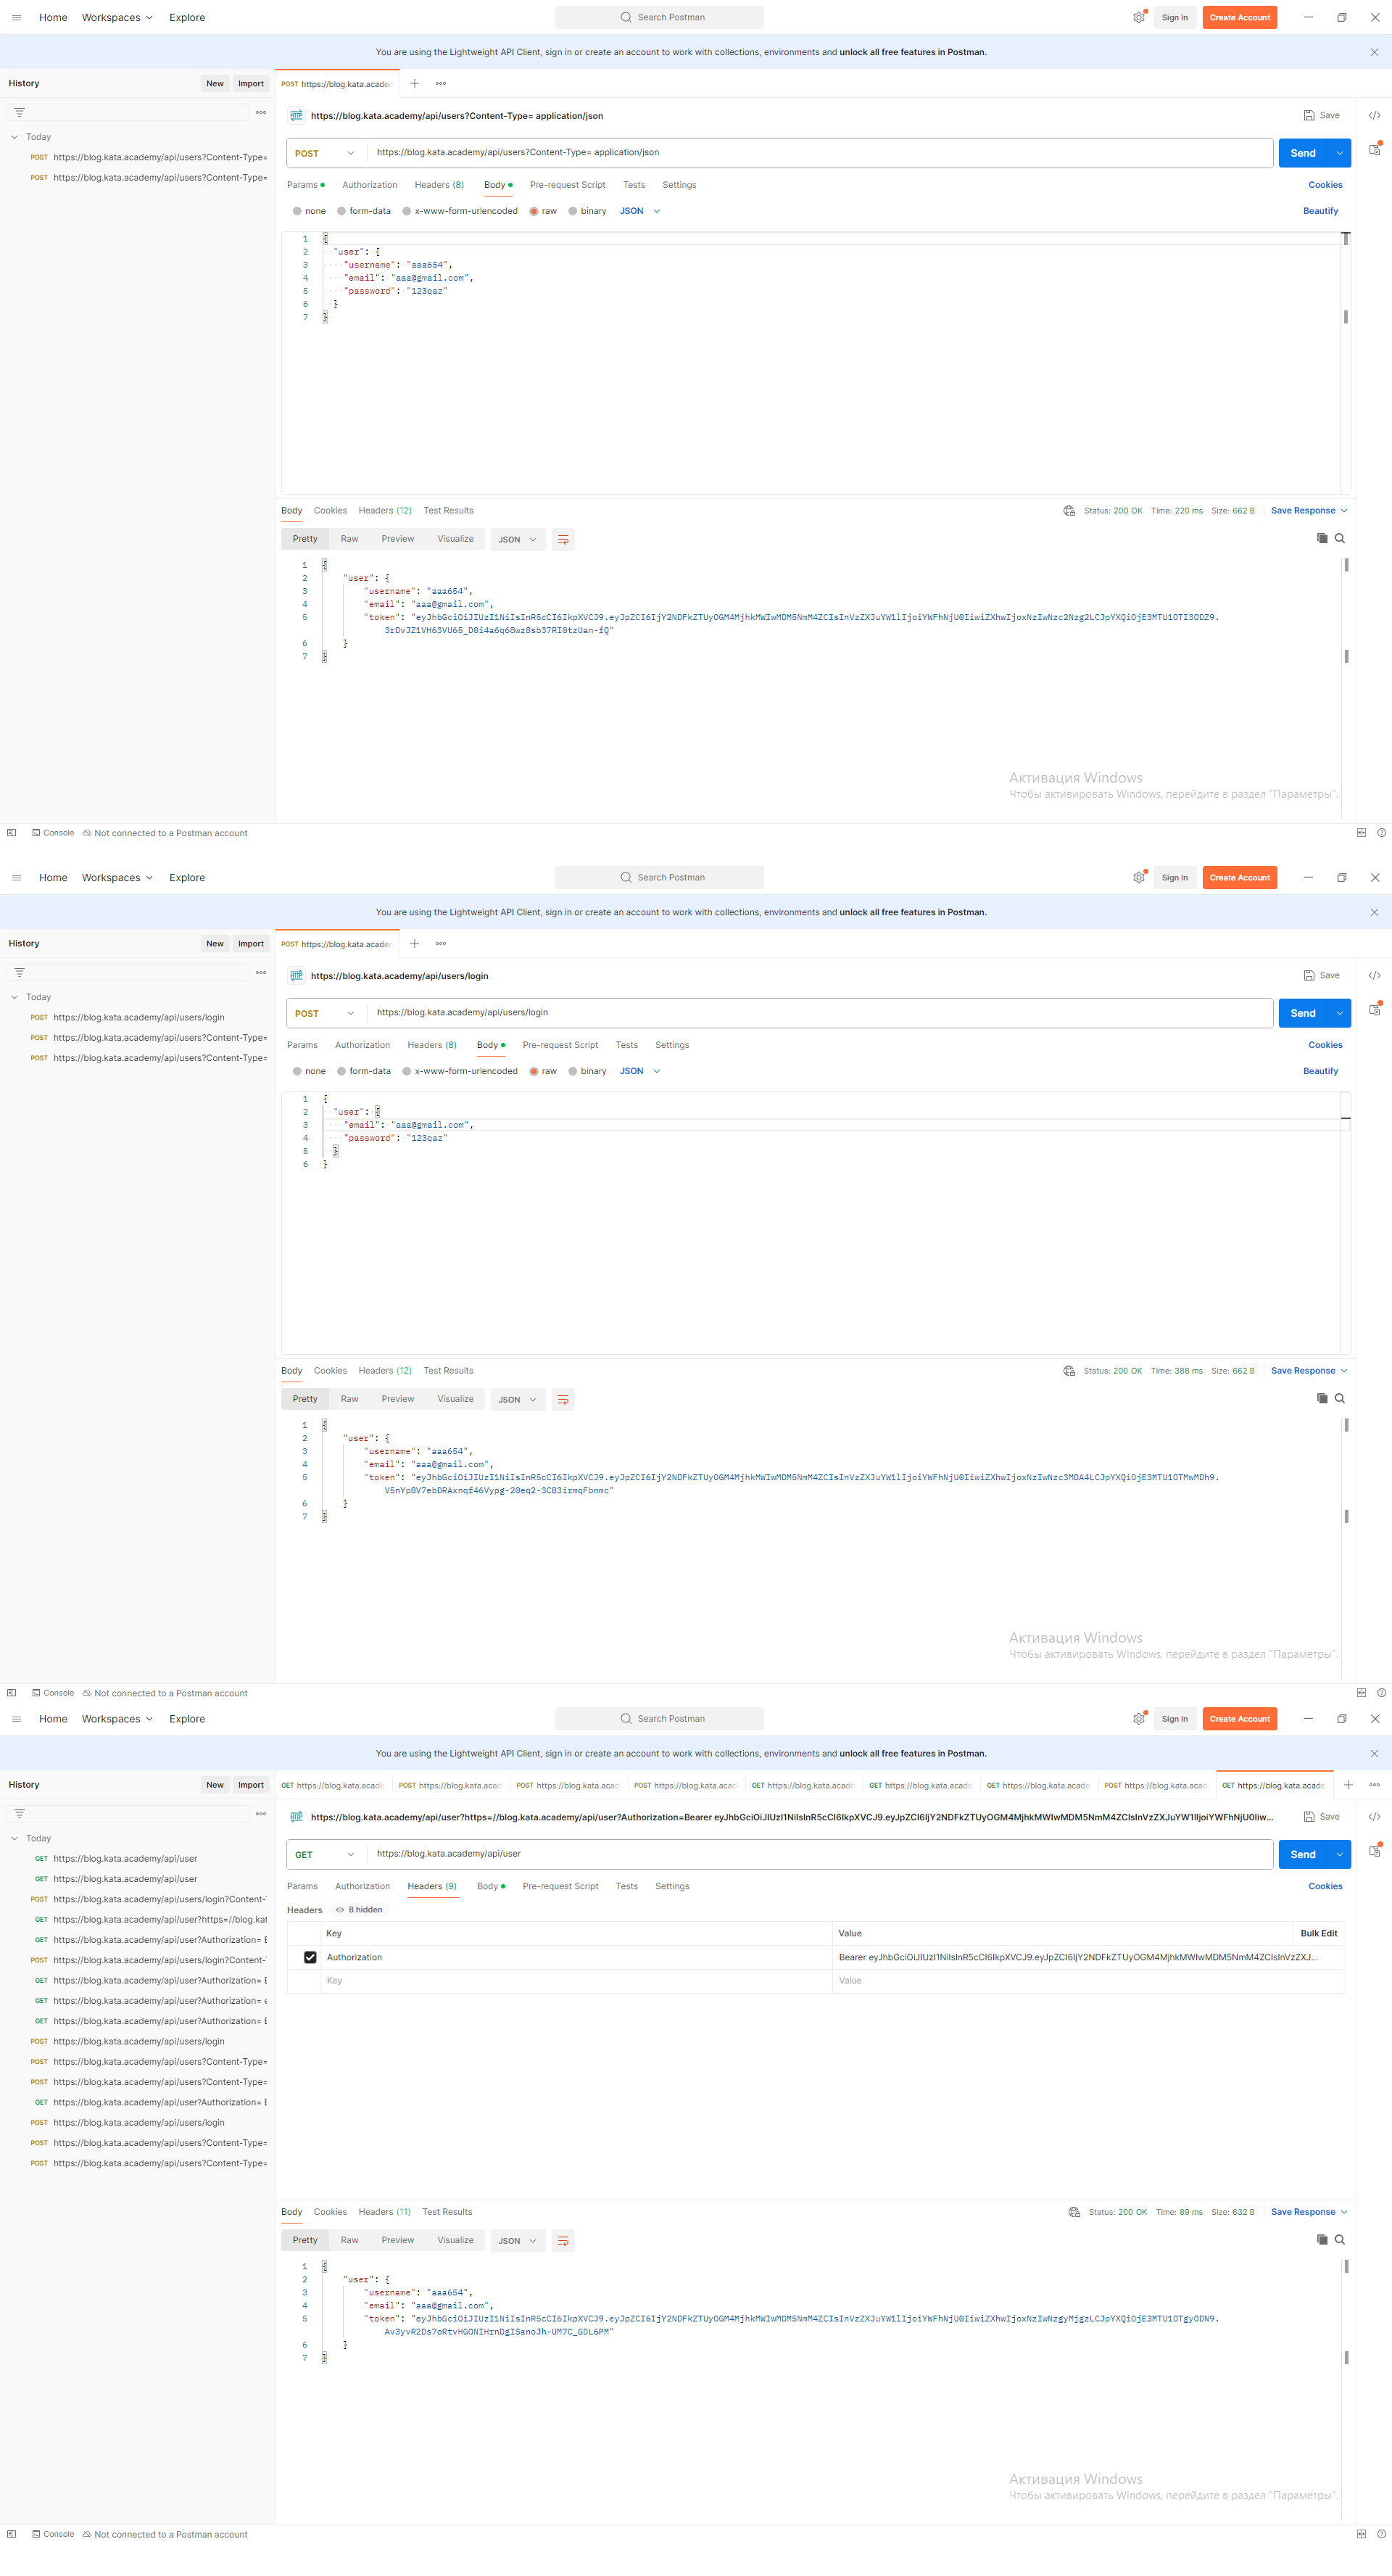 Home Workspaces Explore Search Postman Sign In Create Account
You are using the Lightweight API Client, sign in or create an account to work with collections, environments and unlock all free features in Postman.
History New Import POST https://blog.kata.acade
https://blog.kata.academy/api/users?Content-Type= application/json Save
Today
POST https://blog.kata.academy/api/users?Content-Type=
POST https://blog.kata.academy/api/users?Content-Type=
POST https://blog.kata.academy/api/users?Content-Type= application/json Send
Params Authorization Headers (8) Body Pre-request Script Tests Settings Cookies
none form-data x-www-form-urlencoded raw binary JSON Beautify
1 {
2 "user": {
3 "username": "aaa654",
4 "email": "aaa@gmail.com",
5 "password": "123qaz"
6 }
7 }
Body Cookies Headers (12) Test Results Status: 200 OK Time: 220 ms Size: 662 B Save Response
Pretty Raw Preview Visualize JSON
1 {
2 "user": {
3 "username": "aaa654",
4 "email": "aaa@gmail.com",
5 "token":
6 }
7 }
Активация Windows
Чтобы активировать Windows, перейдите в раздел "Параметры".
Console Not connected to a Postman account
Home Workspaces Explore Search Postman Sign In Create Account
You are using the Lightweight API Client, sign in or create an account to work with collections, environments and unlock all free features in Postman.
History New Import POST https://blog.kata.acade
https://blog.kata.academy/api/users/login Save
Today
POST https://blog.kata.academy/api/users/login
POST https://blog.kata.academy/api/users?Content-Type=
POST https://blog.kata.academy/api/users?Content-Type=
POST https://blog.kata.academy/api/users/login Send
Params Authorization Headers (8) Body Pre-request Script Tests Settings Cookies
none form-data x-www-form-urlencoded raw binary JSON Beautify
1 {
2 "user": {
3 "email": "aaa@gmail.com",
4 "password": "123qaz"
5 }
6 }
Body Cookies Headers (12) Test Results Status: 200 OK Time: 388 ms Size: 662 B Save Response
Pretty Raw Preview Visualize JSON
1 {
2 "user": {
3 "username": "aaa654",
4 "email": "aaa@gmail.com",
5 "token":
6 }
7 }
Активация Windows
Чтобы активировать Windows, перейдите в раздел "Параметры".
Console Not connected to a Postman account
Home Workspaces Explore Search Postman Sign In Create Account
You are using the Lightweight API Client, sign in or create an account to work with collections, environments and unlock all free features in Postman.
History New Import GET https://blog.kata.acade POST https://blog.kata.acad POST https://blog.kata.acad POST https://blog.kata.acad GET https://blog.kata.acade GET https://blog.kata.acade GET https://blog.kata.acade POST https://blog.kata.acad GET https://blog.kata.acade
https://blog.kata.academy/api/user?https=//blog.kata.academy/api/user?Authorization=Bearer Save
Today
GET https://blog.kata.academy/api/user
GET https://blog.kata.academy/api/user
POST https://blog.kata.academy/api/users/login?Content-
GET https://blog.kata.academy/api/user?https=//blog.kat
GET https://blog.kata.academy/api/user?Authorization= B
POST https://blog.kata.academy/api/users/login?Content-
GET https://blog.kata.academy/api/user?Authorization= B
GET https://blog.kata.academy/api/user?Authorization= e
GET https://blog.kata.academy/api/user?Authorization= B
POST https://blog.kata.academy/api/users/login
POST https://blog.kata.academy/api/users?Content-Type=
POST https://blog.kata.academy/api/users?Content-Type=
GET https://blog.kata.academy/api/user?Authorization= B
POST https://blog.kata.academy/api/users/login
POST https://blog.kata.academy/api/users?Content-Type=
POST https://blog.kata.academy/api/users?Content-Type=
GET https://blog.kata.academy/api/user Send
Params Authorization Headers (9) Body Pre-request Script Tests Settings Cookies
Headers 8 hidden
Key Value Bulk Edit
Authorization Bearer
Key Value
Body Cookies Headers (11) Test Results Status: 200 OK Time: 89 ms Size: 632 B Save Response
Pretty Raw Preview Visualize JSON
1 {
2 "user": {
3 "username": "aaa654",
4 "email": "aaa@gmail.com",
5 "token":
6 }
7 }
Активация Windows
Чтобы активировать Windows, перейдите в раздел "Параметры".
Console Not connected to a Postman account